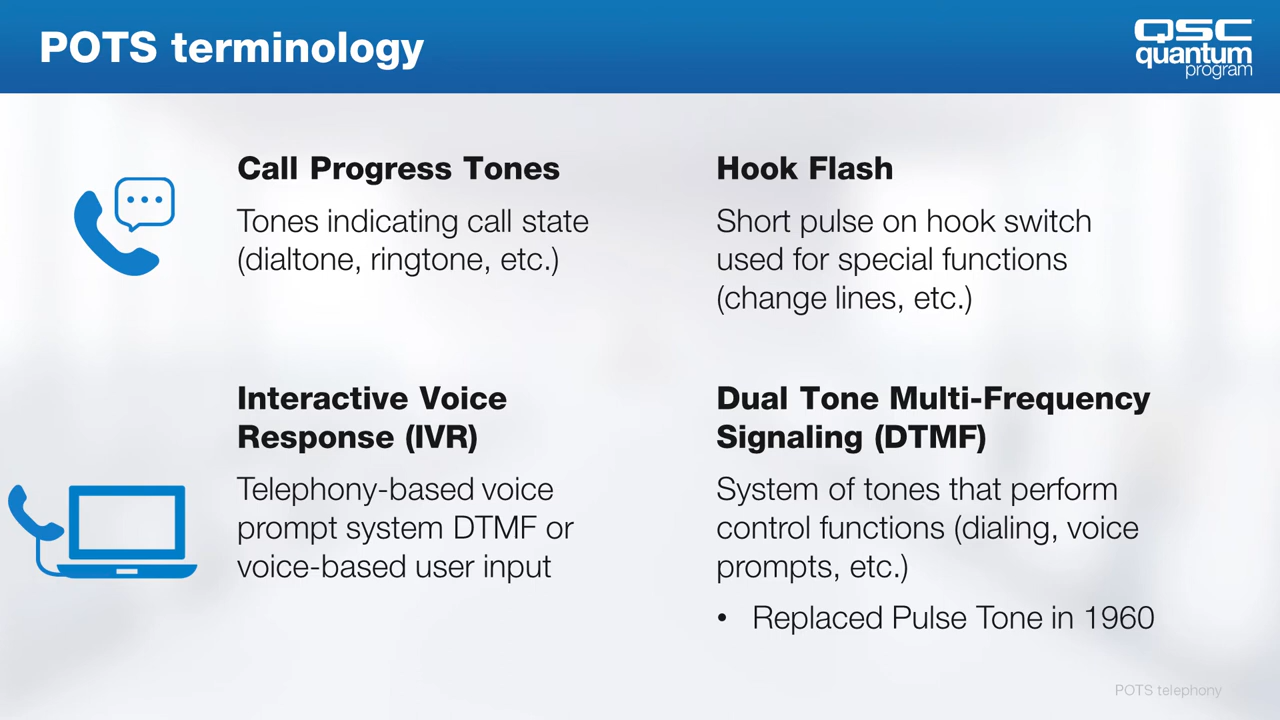 POTS terminology
QSC
quantum
program
Call Progress Tones
Tones indicating call state
(dialtone, ringtone, etc.)
Hook Flash
Short pulse on hook switch
used for special functions
(change lines, etc.)
Interactive Voice
Response (IVR)
Telephony-based voice
prompt system DTMF or
voice-based user input
Dual Tone Multi-Frequency
Signaling (DTMF)
System of tones that perform
control functions (dialing, voice
prompts, etc.)
• Replaced Pulse Tone in 1960
POTS telephony